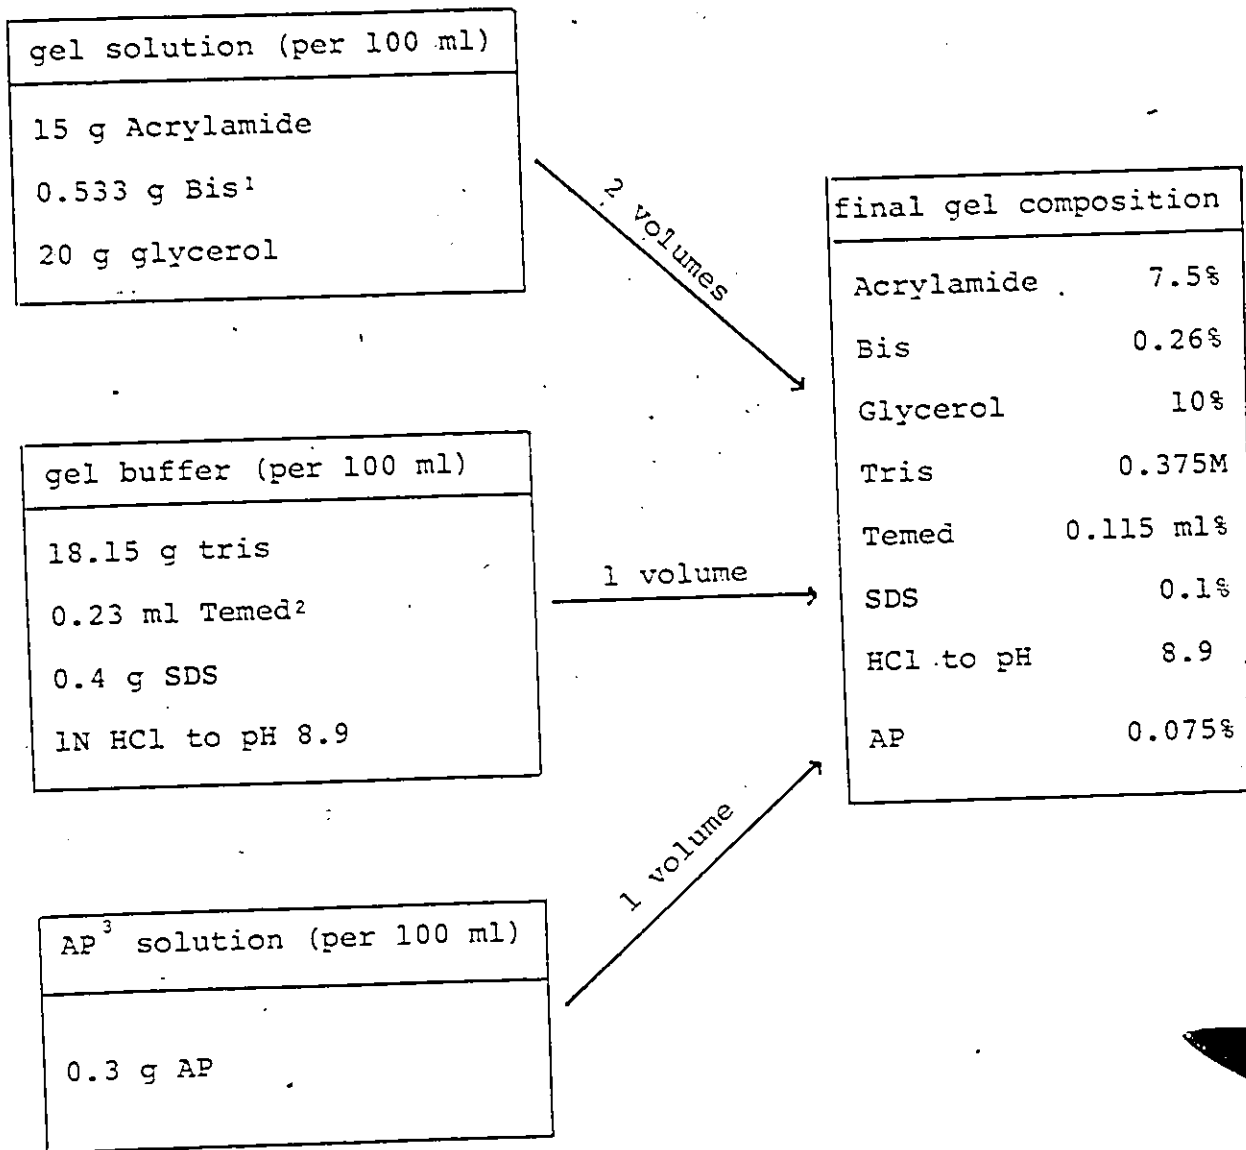 gel solution (per 100 ml)
15 g Acrylamide
0.533 g Bis¹
20 g glycerol
2 volumes
gel buffer (per 100 ml)
18.15 g tris
0.23 ml Temed²
0.4 g SDS
1N HCl to pH 8.9
1 volume
AP³ solution (per 100 ml)
0.3 g AP
1 volume
final gel composition
Acrylamide 7.5%
Bis 0.26%
Glycerol 10%
Tris 0.375M
Temed 0.115 ml%
SDS 0.1%
HCl to pH 8.9
AP 0.075%